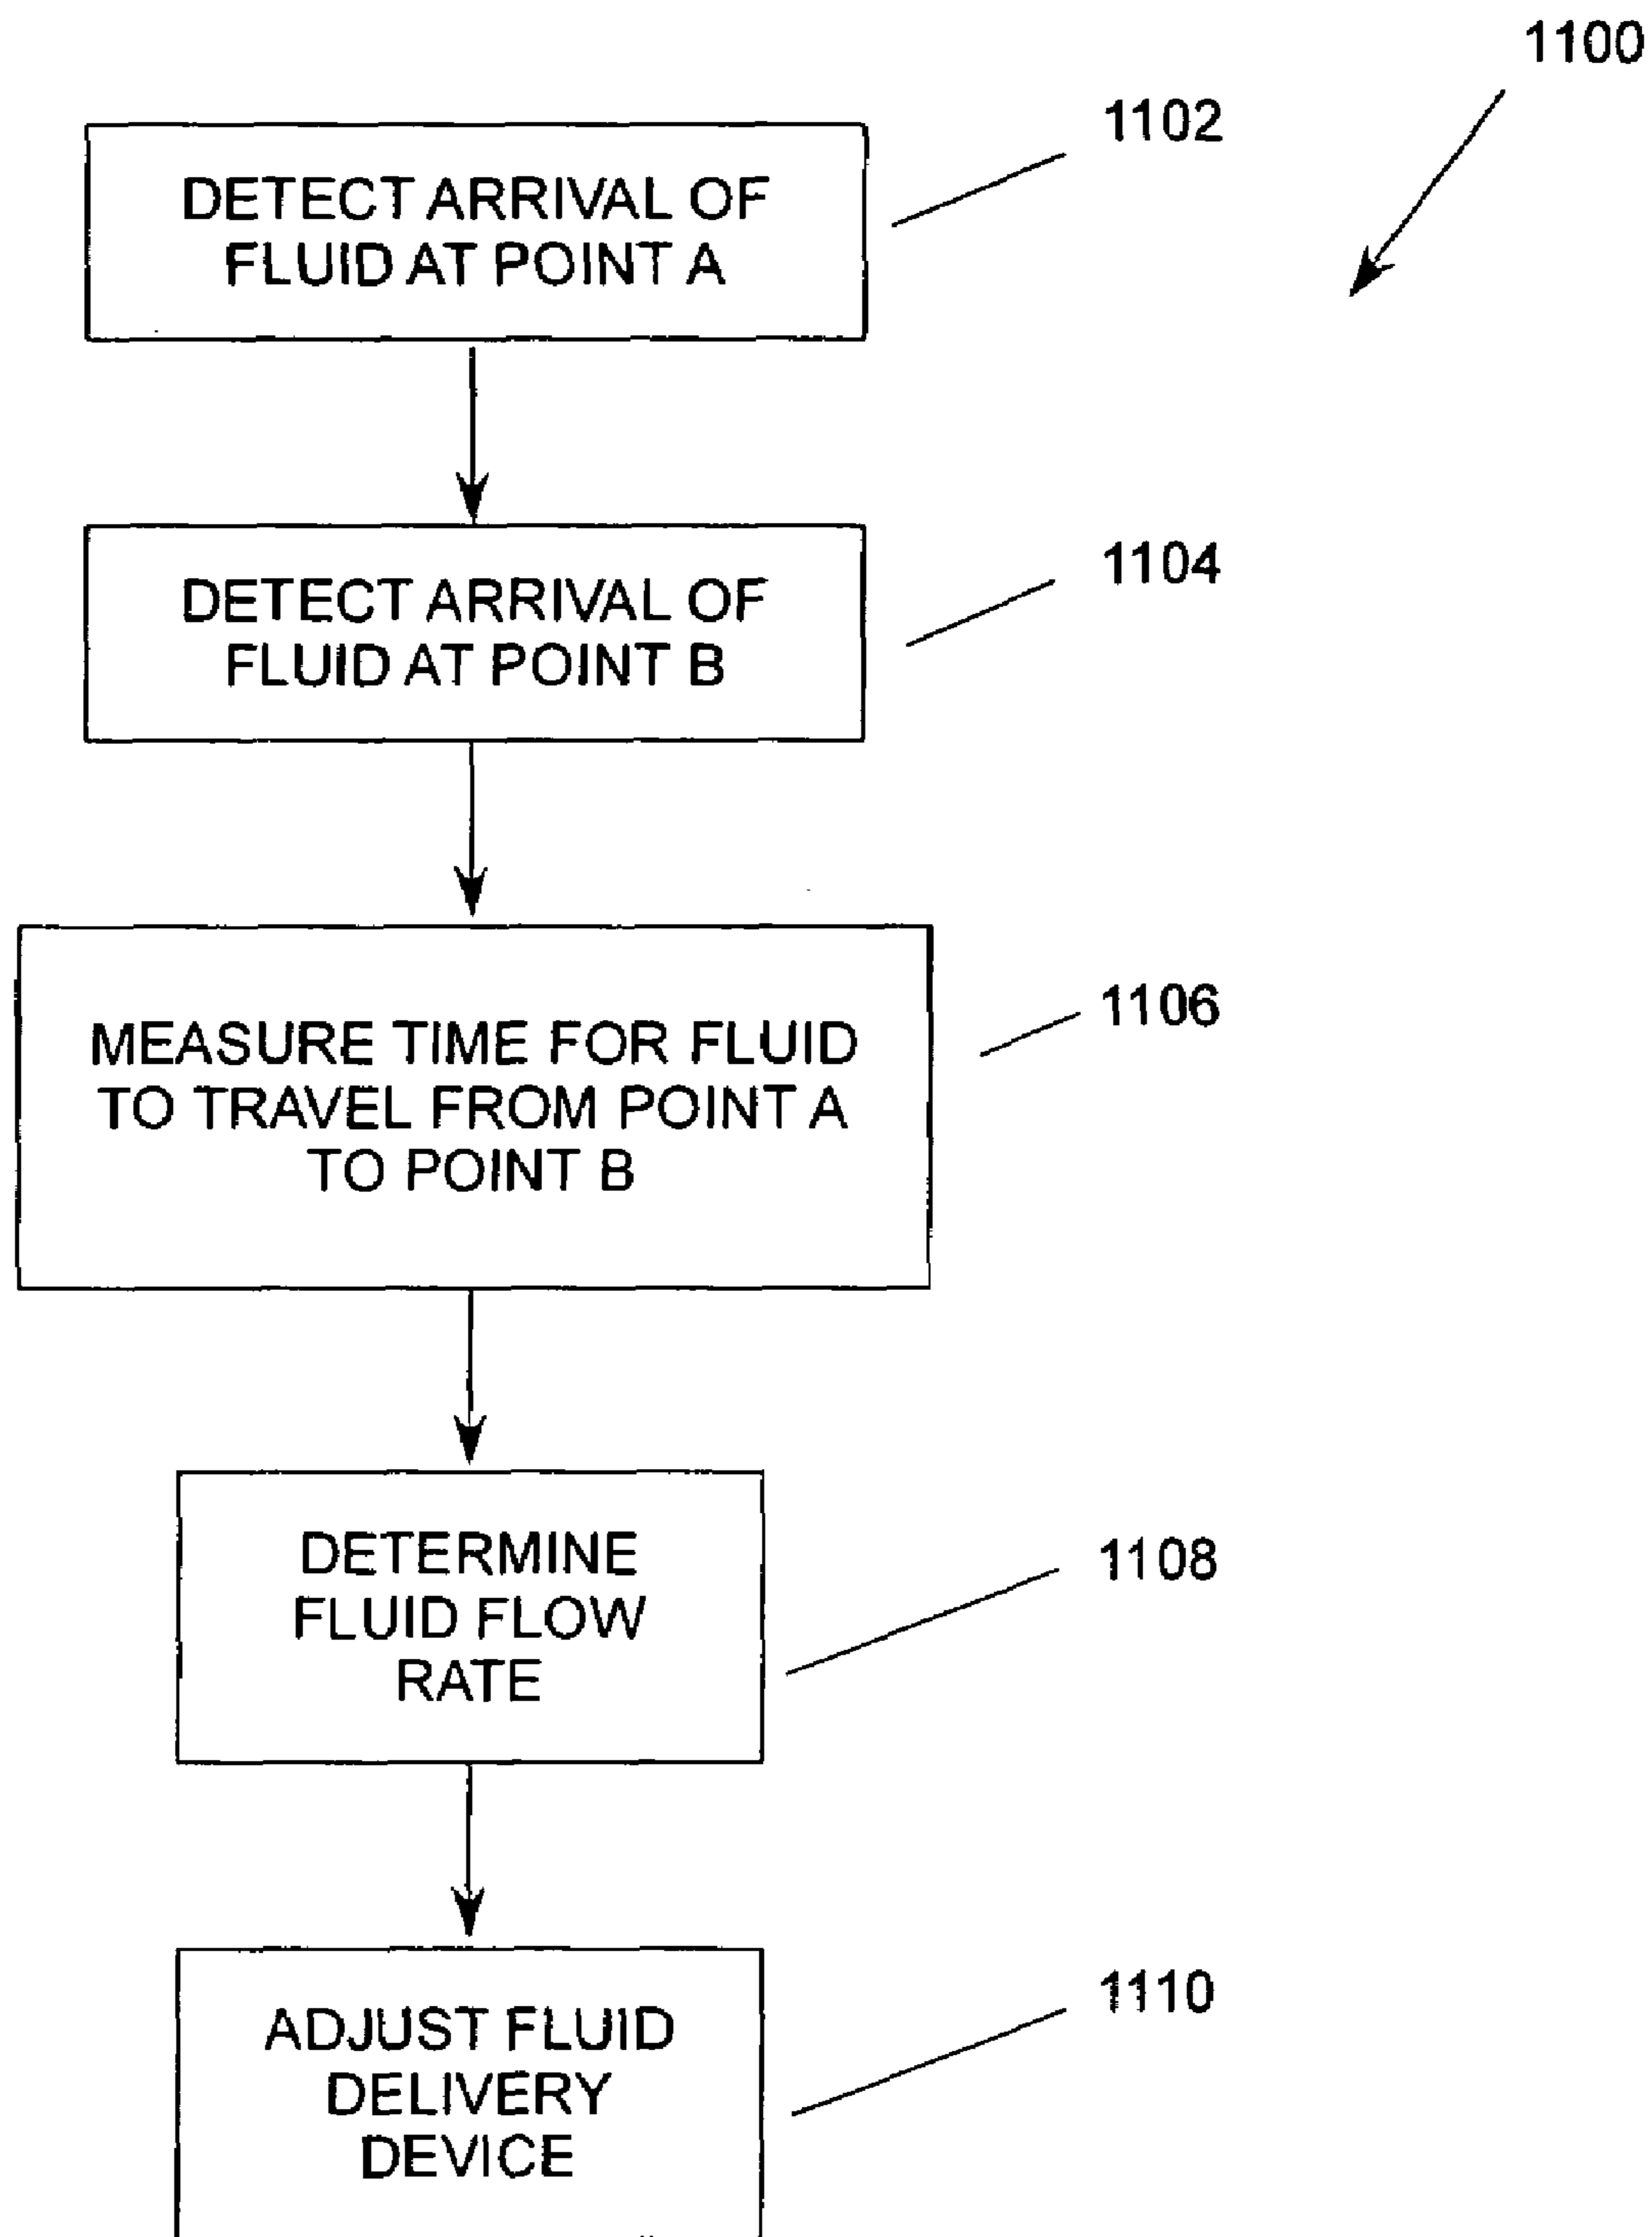 1100
1102
DETECT ARRIVAL OF
FLUID AT POINT A
1104
DETECT ARRIVAL OF
FLUID AT POINT B
1106
MEASURE TIME FOR FLUID
TO TRAVEL FROM POINT A
TO POINT B
1108
DETERMINE
FLUID FLOW
RATE
1110
ADJUST FLUID
DELIVERY
DEVICE